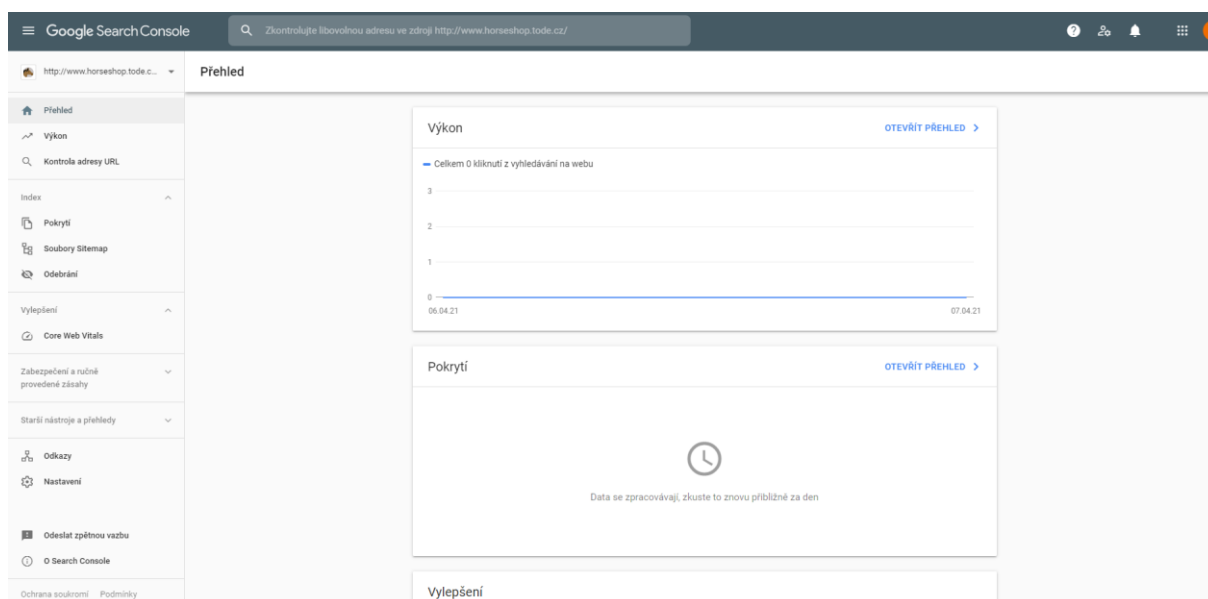 Google Search Console
Zkontrolujte libovolnou adresu ve zdroji http://www.horseshop.tode.cz/
http://www.horseshop.tode.c...
Přehled
Přehled
Výkon
Kontrola adresy URL
Index
Pokrytí
Soubory Sitemap
Odebrání
Vylepšení
Core Web Vitals
Zabezpečení a ručně
provedené zásahy
Starší nástroje a přehledy
Odkazy
Nastavení
Odeslat zpětnou vazbu
O Search Console
Ochrana soukromí Podmínky
Výkon
OTEVŘÍT PŘEHLED
Celkem 0 kliknutí z vyhledávání na webu
3
2
1
0
06.04.21 07.04.21
Pokrytí
OTEVŘÍT PŘEHLED
Data se zpracovávají, zkuste to znovu přibližně za den
Vylepšení